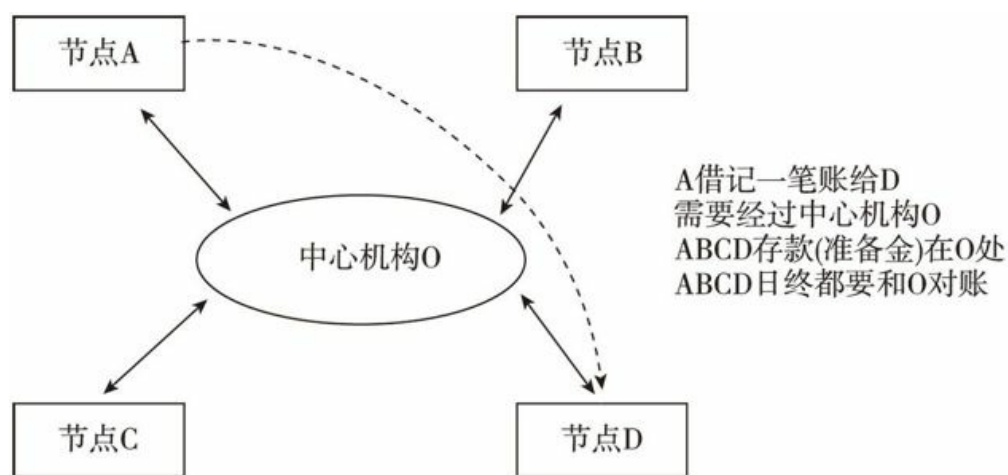 节点A
节点B
A借记一笔账给D
需要经过中心机构O
ABCD存款(准备金)在O处
ABCD日终都要和O对账
中心机构O
节点C
节点D